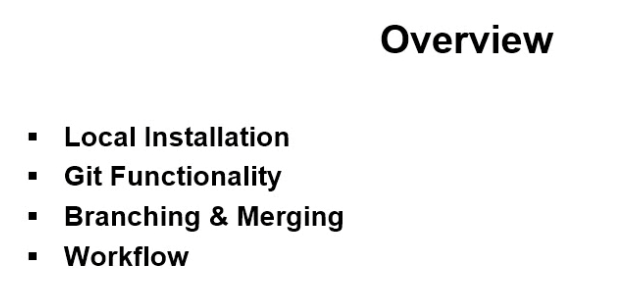 Overview
▪ Local Installation
▪ Git Functionality
▪ Branching & Merging
▪ Workflow